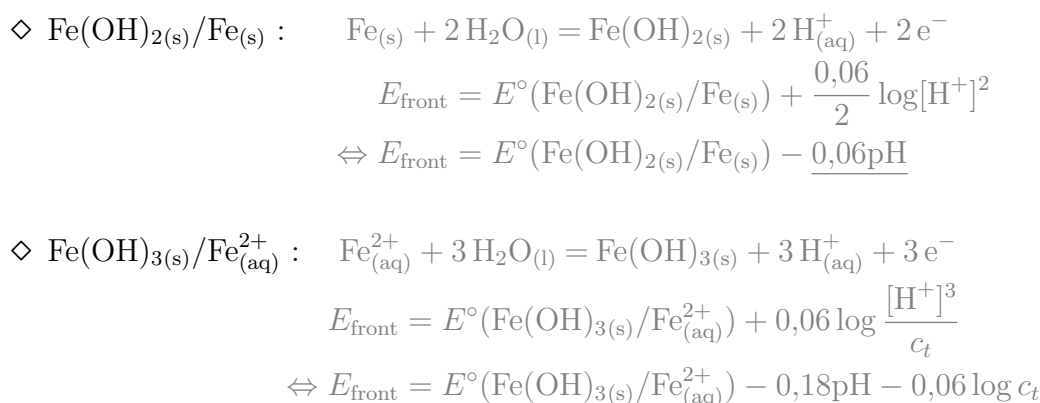 ◇ Fe(OH)₂₍ₛ₎/Fe₍ₛ₎ : Fe₍ₛ₎ + 2 H₂O₍ₗ₎ = Fe(OH)₂₍ₛ₎ + 2 H⁺₍aq₎ + 2 e⁻
E_front = E°(Fe(OH)₂₍ₛ₎/Fe₍ₛ₎) + 0,06/2 log[H⁺]²
⇔ E_front = E°(Fe(OH)₂₍ₛ₎/Fe₍ₛ₎) − 0,06pH
◇ Fe(OH)₃₍ₛ₎/Fe²⁺₍aq₎ : Fe²⁺₍aq₎ + 3 H₂O₍ₗ₎ = Fe(OH)₃₍ₛ₎ + 3 H⁺₍aq₎ + 3 e⁻
E_front = E°(Fe(OH)₃₍ₛ₎/Fe²⁺₍aq₎) + 0,06 log [H⁺]³/c_t
⇔ E_front = E°(Fe(OH)₃₍ₛ₎/Fe²⁺₍aq₎) − 0,18pH − 0,06 log c_t